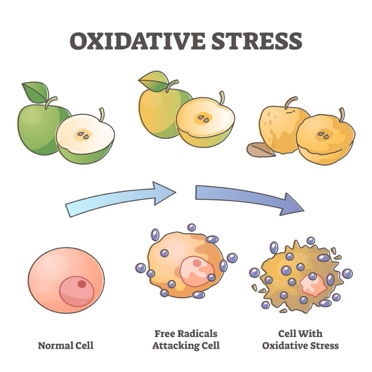 OXIDATIVE STRESS
Normal Cell
Free Radicals
Attacking Cell
Cell With
Oxidative Stress